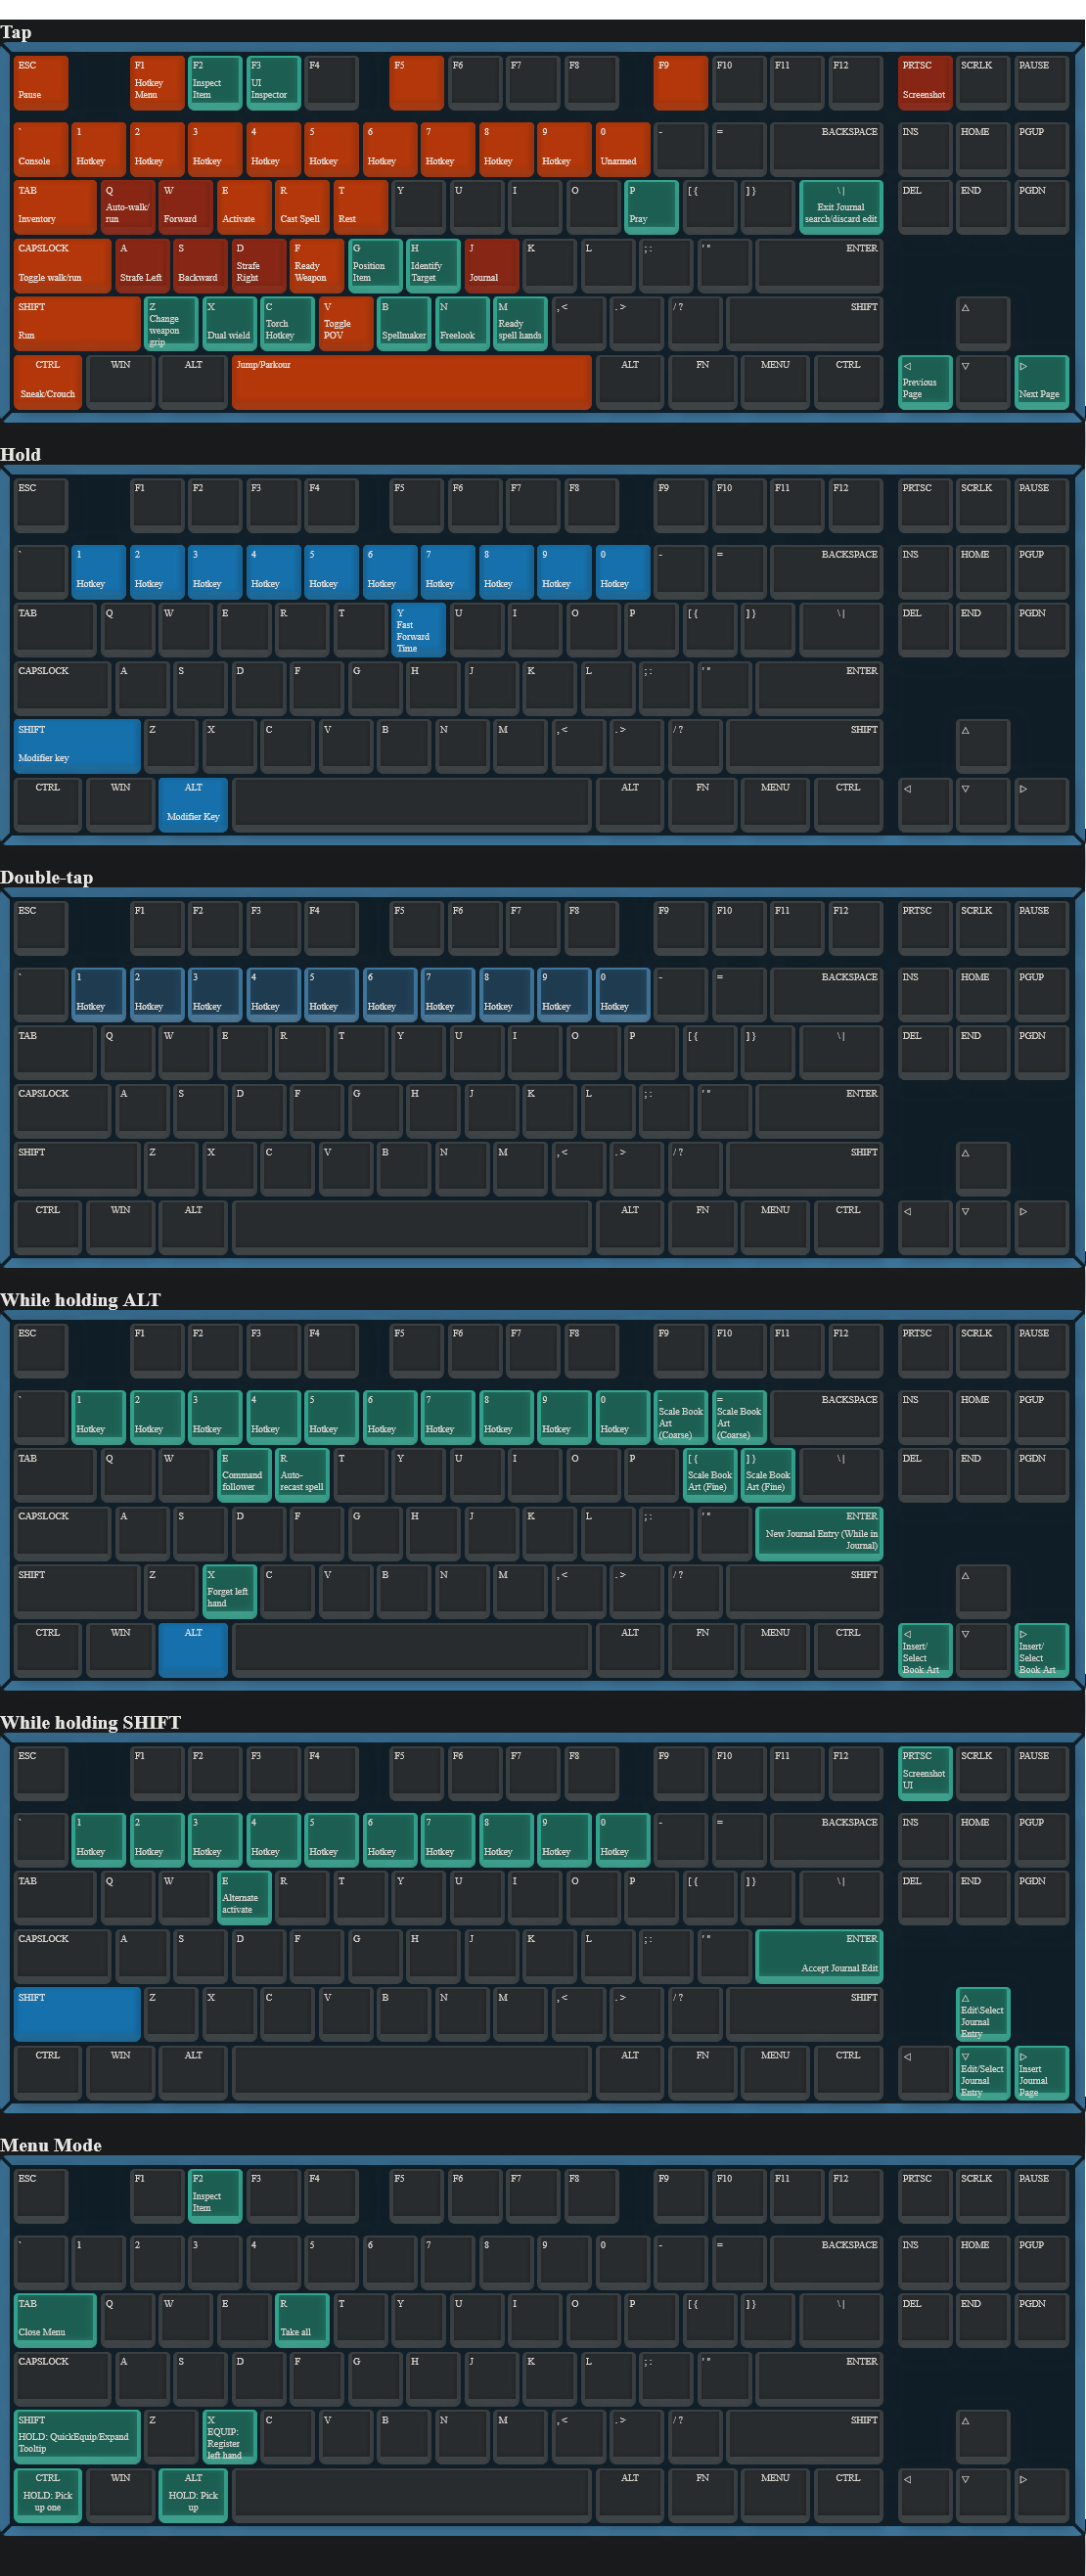 Tap
ESC F1 F2 F3 F4 F5 F6 F7 F8 F9 F10 F11 F12 PRTSC SCRLK PAUSE
Pause Hotkey Menu Inspect Item UI Inspector Screenshot
` 1 2 3 4 5 6 7 8 9 0 - = BACKSPACE INS HOME PGUP
Console Hotkey Hotkey Hotkey Hotkey Hotkey Hotkey Hotkey Hotkey Hotkey Unarmed
TAB Q W E R T Y U I O P [ { ] } \ | DEL END PGDN
Inventory Auto-walk/ run Forward Activate Cast Spell Rest Pray Exit Journal search/discard edit
CAPSLOCK A S D F G H J K L ; : ' " ENTER
Toggle walk/run Strafe Left Backward Strafe Right Ready Weapon Position Item Identify Target Journal
SHIFT Z X C V B N M , < . > / ? SHIFT △
Run Change weapon grip Dual wield Torch Hotkey Toggle POV Spellmaker Freelook Ready spell hands
CTRL WIN ALT Jump/Parkour ALT FN MENU CTRL ◁ ▽ ▷
Sneak/Crouch Previous Page Next Page
Hold
ESC F1 F2 F3 F4 F5 F6 F7 F8 F9 F10 F11 F12 PRTSC SCRLK PAUSE
` 1 2 3 4 5 6 7 8 9 0 - = BACKSPACE INS HOME PGUP
Hotkey Hotkey Hotkey Hotkey Hotkey Hotkey Hotkey Hotkey Hotkey Hotkey
TAB Q W E R T Y U I O P [ { ] } \ | DEL END PGDN
Fast Forward Time
CAPSLOCK A S D F G H J K L ; : ' " ENTER
SHIFT Z X C V B N M , < . > / ? SHIFT △
Modifier key
CTRL WIN ALT ALT FN MENU CTRL ◁ ▽ ▷
Modifier Key
Double-tap
ESC F1 F2 F3 F4 F5 F6 F7 F8 F9 F10 F11 F12 PRTSC SCRLK PAUSE
` 1 2 3 4 5 6 7 8 9 0 - = BACKSPACE INS HOME PGUP
Hotkey Hotkey Hotkey Hotkey Hotkey Hotkey Hotkey Hotkey Hotkey Hotkey
TAB Q W E R T Y U I O P [ { ] } \ | DEL END PGDN
CAPSLOCK A S D F G H J K L ; : ' " ENTER
SHIFT Z X C V B N M , < . > / ? SHIFT △
CTRL WIN ALT ALT FN MENU CTRL ◁ ▽ ▷
While holding ALT
ESC F1 F2 F3 F4 F5 F6 F7 F8 F9 F10 F11 F12 PRTSC SCRLK PAUSE
` 1 2 3 4 5 6 7 8 9 0 - = BACKSPACE INS HOME PGUP
Hotkey Hotkey Hotkey Hotkey Hotkey Hotkey Hotkey Hotkey Hotkey Hotkey Scale Book Art (Coarse) Scale Book Art (Coarse)
TAB Q W E R T Y U I O P [ { ] } \ | DEL END PGDN
Command follower Auto- recast spell Scale Book Art (Fine) Scale Book Art (Fine)
CAPSLOCK A S D F G H J K L ; : ' " ENTER
New Journal Entry (While in Journal)
SHIFT Z X C V B N M , < . > / ? SHIFT △
Forget left hand
CTRL WIN ALT ALT FN MENU CTRL ◁ ▽ ▷
Insert/ Select Book Art Insert/ Select Book Art
While holding SHIFT
ESC F1 F2 F3 F4 F5 F6 F7 F8 F9 F10 F11 F12 PRTSC SCRLK PAUSE
Screenshot UI
` 1 2 3 4 5 6 7 8 9 0 - = BACKSPACE INS HOME PGUP
Hotkey Hotkey Hotkey Hotkey Hotkey Hotkey Hotkey Hotkey Hotkey Hotkey
TAB Q W E R T Y U I O P [ { ] } \ | DEL END PGDN
Alternate activate
CAPSLOCK A S D F G H J K L ; : ' " ENTER
Accept Journal Edit
SHIFT Z X C V B N M , < . > / ? SHIFT △
Edit\Select Journal Entry
CTRL WIN ALT ALT FN MENU CTRL ◁ ▽ ▷
Edit/Select Journal Entry Insert Journal Page
Menu Mode
ESC F1 F2 F3 F4 F5 F6 F7 F8 F9 F10 F11 F12 PRTSC SCRLK PAUSE
Inspect Item
` 1 2 3 4 5 6 7 8 9 0 - = BACKSPACE INS HOME PGUP
TAB Q W E R T Y U I O P [ { ] } \ | DEL END PGDN
Close Menu Take all
CAPSLOCK A S D F G H J K L ; : ' " ENTER
SHIFT Z X C V B N M , < . > / ? SHIFT △
HOLD: QuickEquip/Expand Tooltip EQUIP: Register left hand
CTRL WIN ALT ALT FN MENU CTRL ◁ ▽ ▷
HOLD: Pick up one HOLD: Pick up